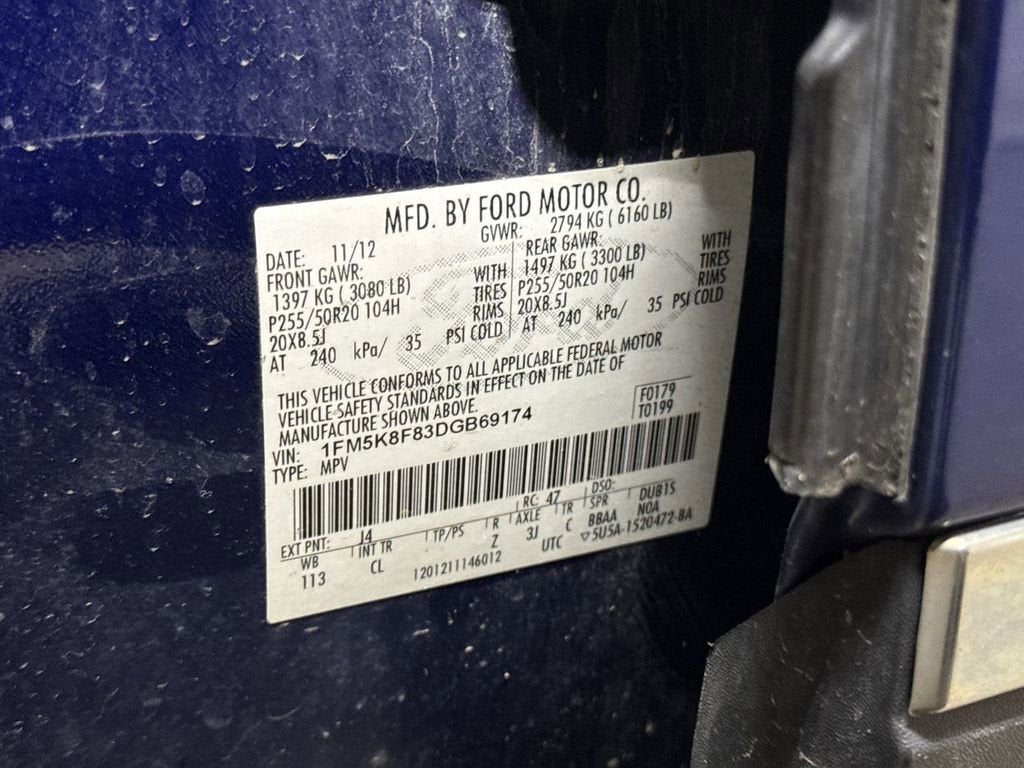 MFD. BY FORD MOTOR CO.
DATE: 11/12 GVWR: 2794 KG ( 6160 LB)
FRONT GAWR: REAR GAWR:
1397 KG ( 3080 LB) WITH 1497 KG ( 3300 LB) WITH
P255/50R20 104H TIRES P255/50R20 104H TIRES
20X8.5J RIMS 20X8.5J RIMS
AT 240 kPa/ 35 PSI COLD AT 240 kPa/ 35 PSI COLD
THIS VEHICLE CONFORMS TO ALL APPLICABLE FEDERAL MOTOR
VEHICLE SAFETY STANDARDS IN EFFECT ON THE DATE OF
MANUFACTURE SHOWN ABOVE.
F0179
VIN: 1FM5K8F83DGB69174
T0199
TYPE: MPV
EXT PNT: J4 RC: 47 DSO:
WB INT TR TP/PS R AXLE TR SPR DUB1S
113 CL Z 3J C BBAA NOA
1201211146012 UTC ▽5U5A-1520472-BA